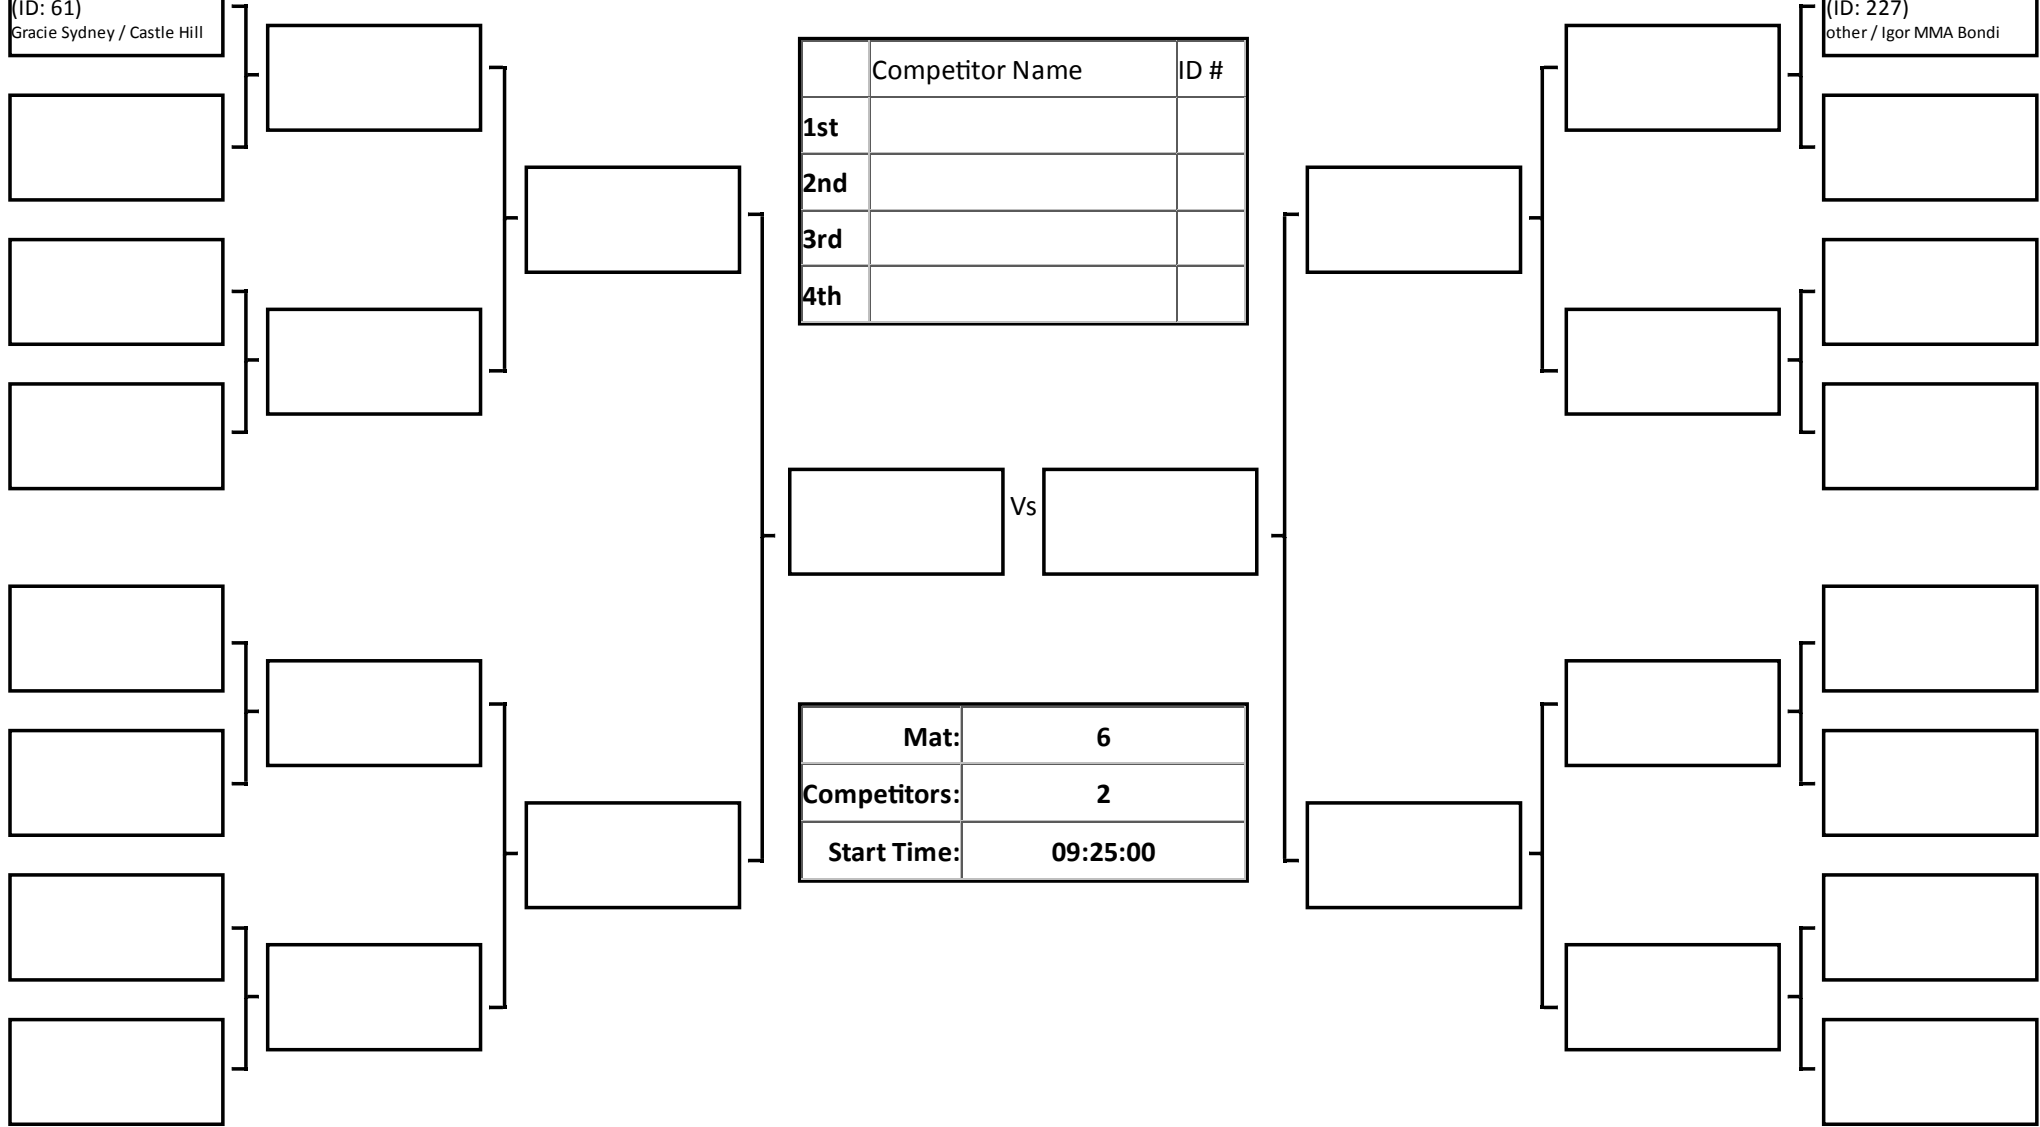 (ID: 61)
Gracie Sydney / Castle Hill
(ID: 227)
other / Igor MMA Bondi
Competitor Name ID #
1st
2nd
3rd
4th
Vs
Mat: 6
Competitors: 2
Start Time: 09:25:00